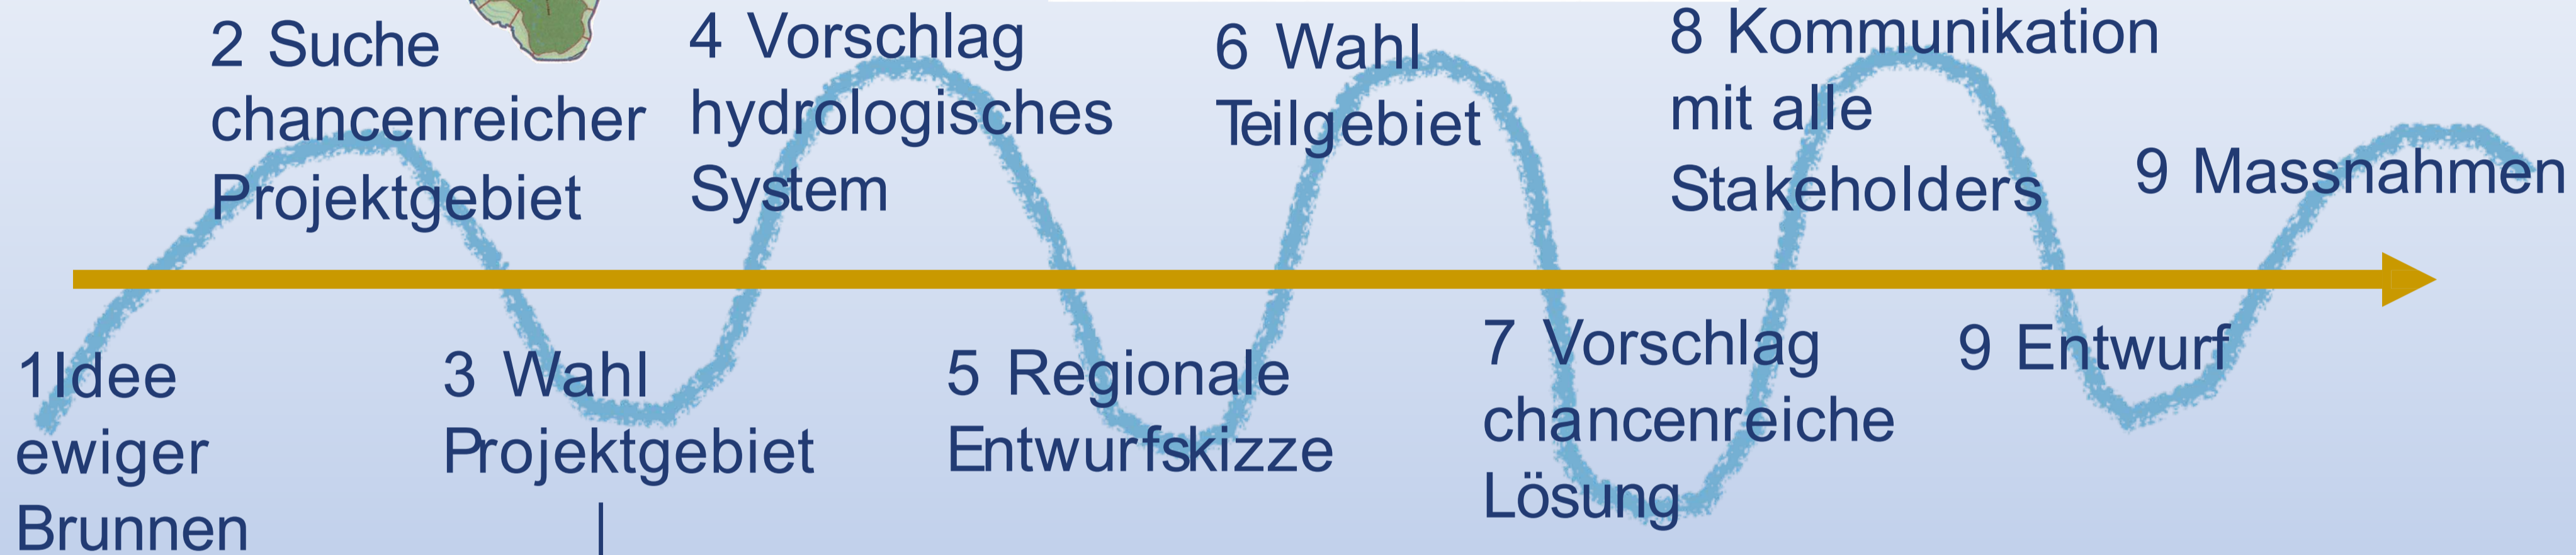 1Idee
ewiger
Brunnen
2 Suche
chancenreicher
Projektgebiet
3 Wahl
Projektgebiet
4 Vorschlag
hydrologisches
System
5 Regionale
Entwurfskizze
6 Wahl
Teilgebiet
7 Vorschlag
chancenreiche
Lösung
8 Kommunikation
mit alle
Stakeholders
9 Entwurf
9 Massnahmen